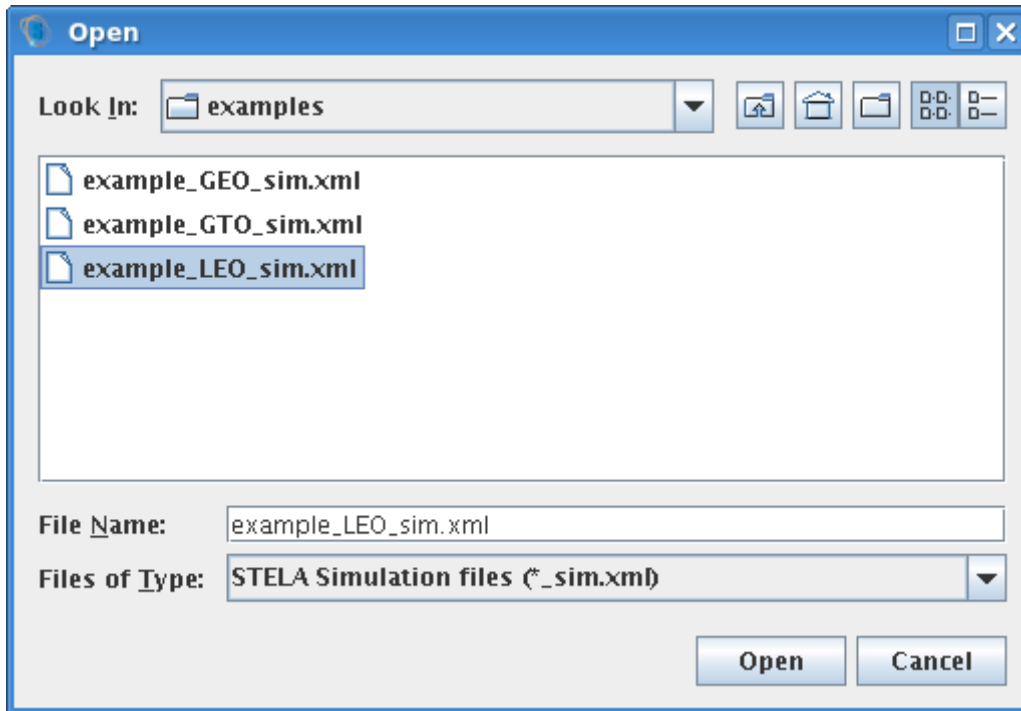 Open
Look In: examples
example_GEO_sim.xml
example_GTO_sim.xml
example_LEO_sim.xml
File Name: example_LEO_sim.xml
Files of Type: STELA Simulation files (*_sim.xml)
Open Cancel